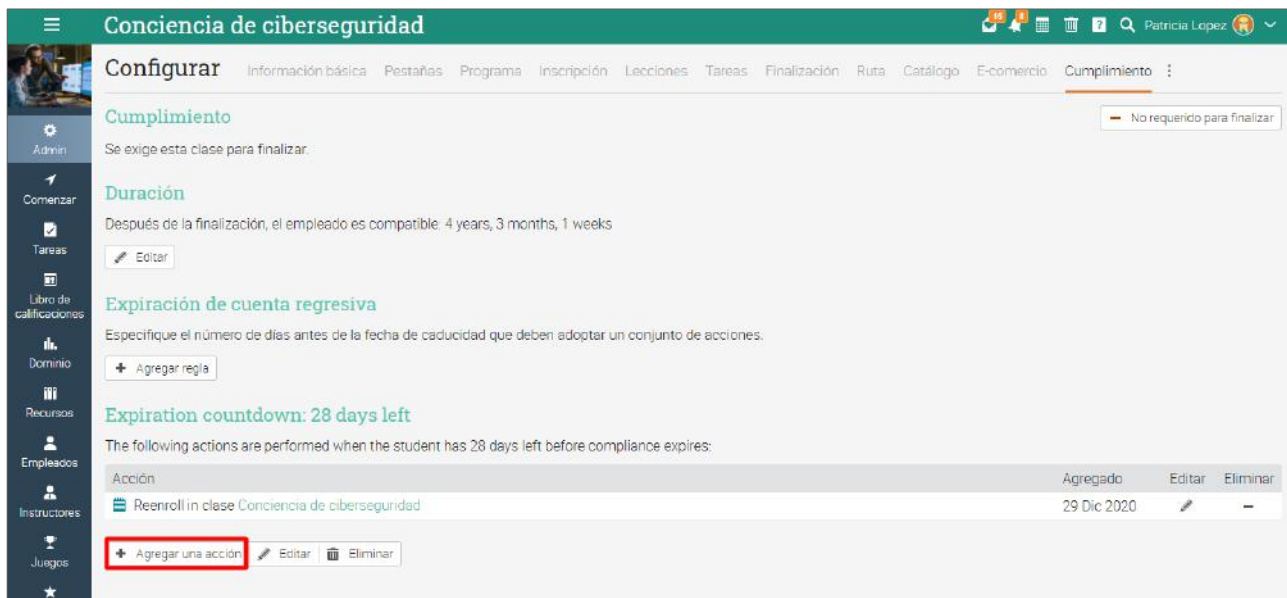 Conciencia de ciberseguridad
Patricia Lopez
Configurar Información básica Pestañas Programa Inscripción Lecciones Tareas Finalización Ruta Catálogo E-comercio Cumplimiento
Cumplimiento
No requerido para finalizar
Se exige esta clase para finalizar.
Duración
Después de la finalización, el empleado es compatible: 4 years, 3 months, 1 weeks
Editar
Expiración de cuenta regresiva
Especifique el número de días antes de la fecha de caducidad que deben adoptar un conjunto de acciones.
Agregar regla
Expiration countdown: 28 days left
The following actions are performed when the student has 28 days left before compliance expires:
Acción Agregado Editar Eliminar
Reenroll in clase Conciencia de ciberseguridad 29 Dic 2020
Agregar una acción Editar Eliminar
Admin
Comenzar
Tareas
Libro de
calificaciones
Dominio
Recursos
Empleados
Instructores
Juegos